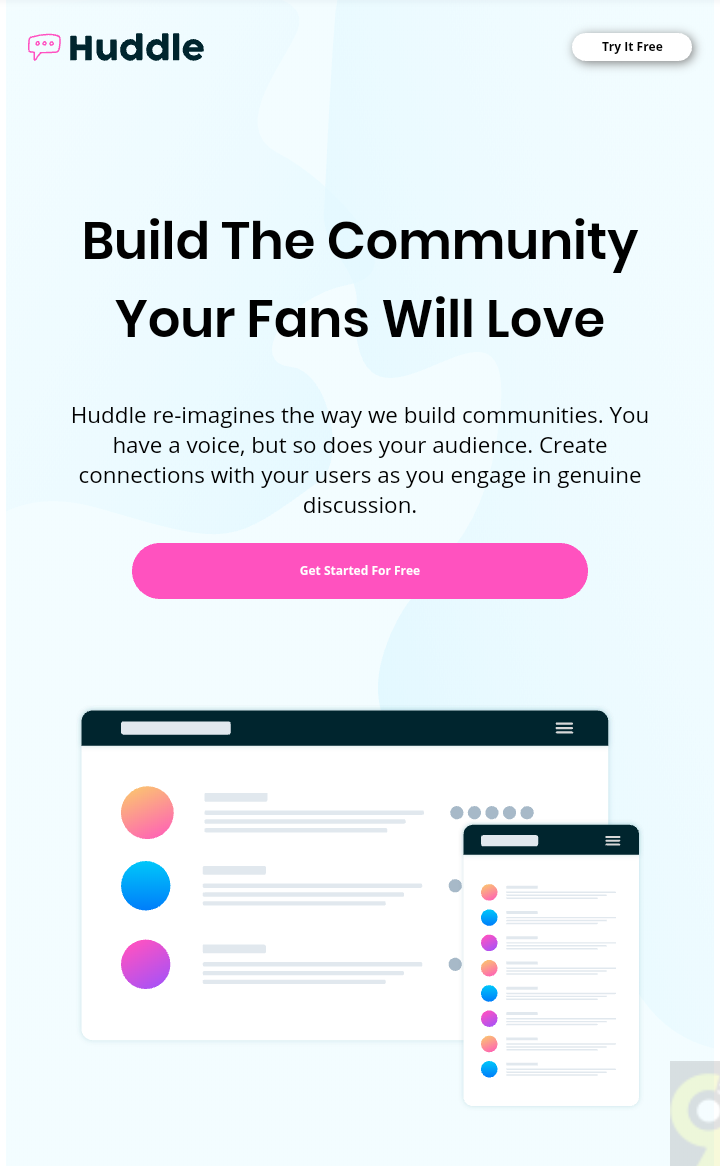 Huddle
Try It Free
Build The Community
Your Fans Will Love
Huddle re-imagines the way we build communities. You
have a voice, but so does your audience. Create
connections with your users as you engage in genuine
discussion.
Get Started For Free